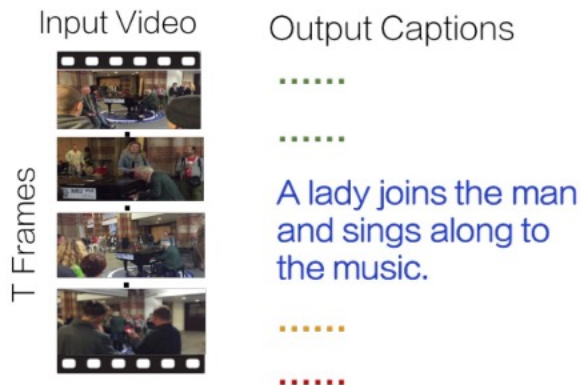 Input Video
Output Captions
......
......
T Frames
A lady joins the man
and sings along to
the music.
......
......